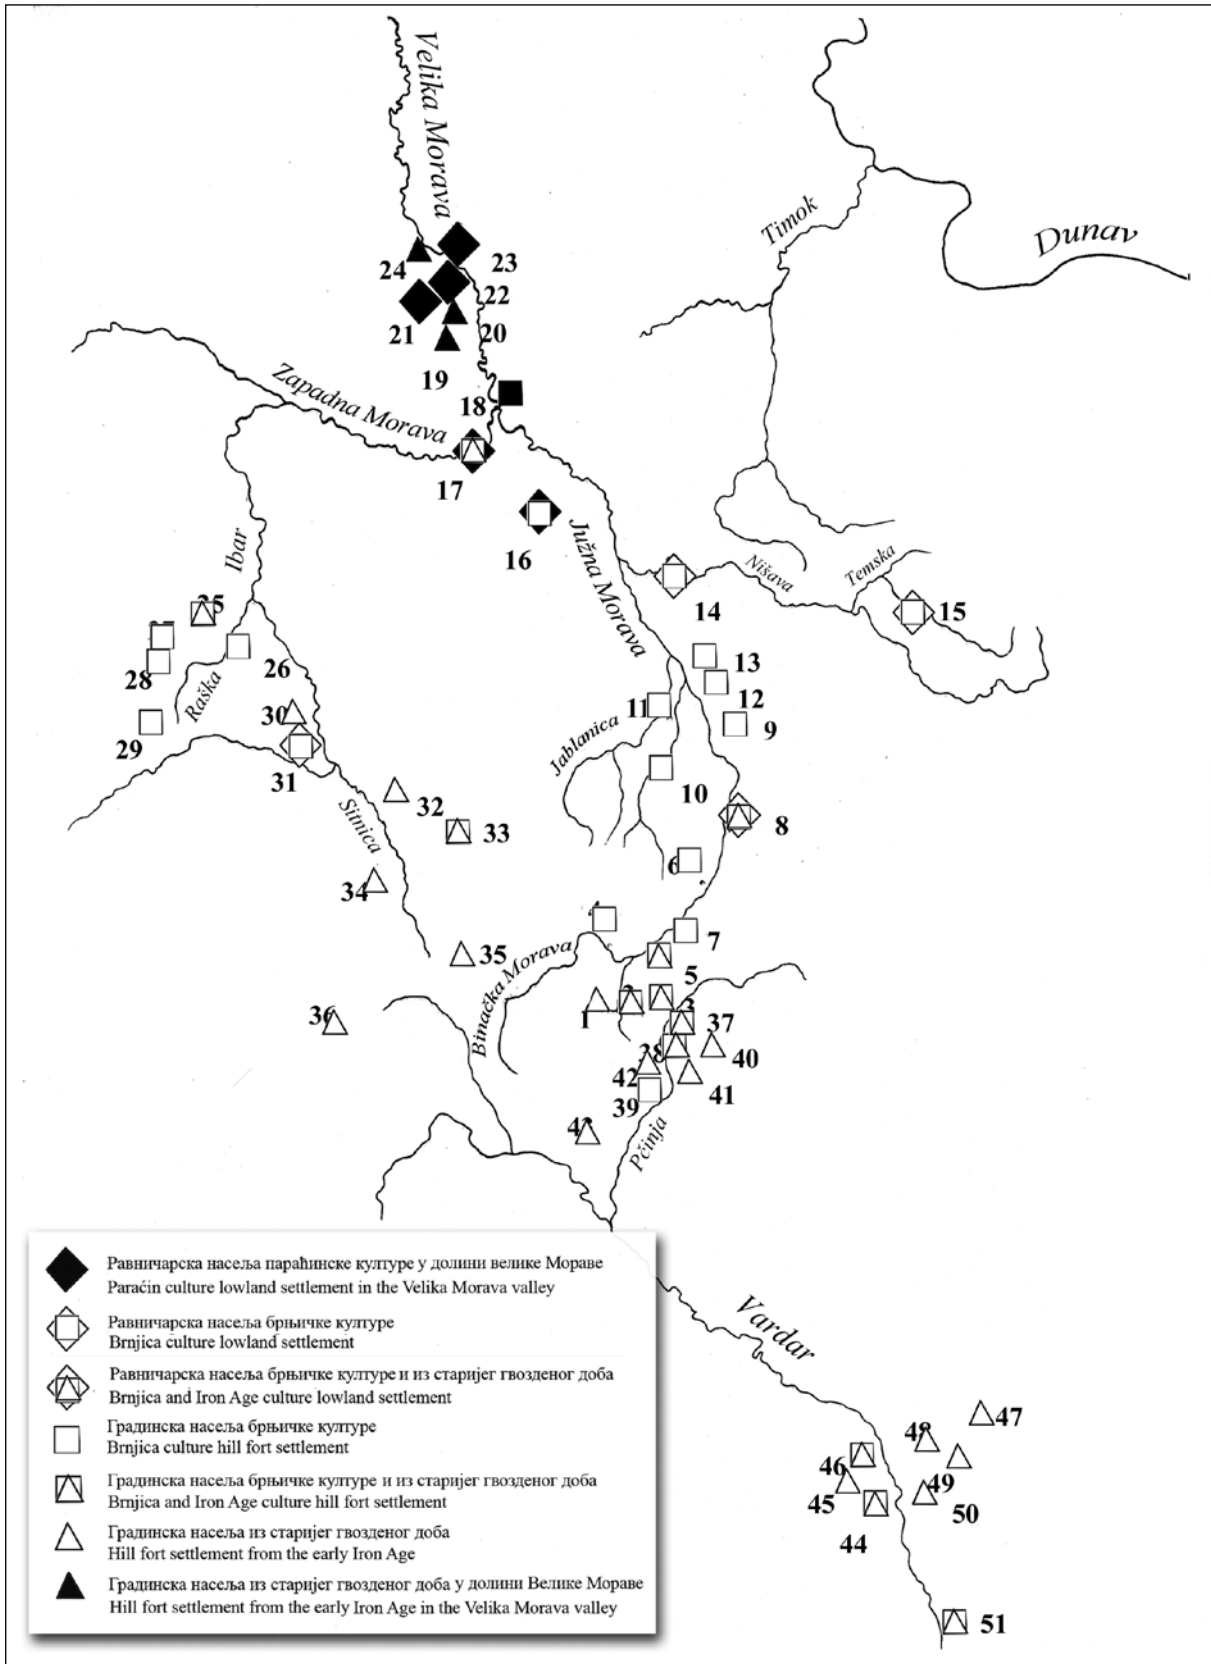 Velika Morava
Timok
Dunav
24
23
22
21
20
19
18
Zapadna Morava
17
16
Ibar
Južna Morava
Nišava
Temska
14
15
25
13
26
28
12
Raška
11
9
30
29
Jablanica
31
10
32
Sitnica
33
8
6
34
7
35
Binačka Morava
5
2
1
3
36
37
38
40
42
41
39
43
Pčinja
Vardar
47
48
46
49
45
50
44
51
Равничарска насеља параћинске културе у долини велике Мораве
Paraćin culture lowland settlement in the Velika Morava valley
Равничарска насеља брњичке културе
Brnjica culture lowland settlement
Равничарска насеља брњичке културе и из старијег гвозденог доба
Brnjica and Iron Age culture lowland settlement
Градинска насеља брњичке културе
Brnjica culture hill fort settlement
Градинска насеља брњичке културе и из старијег гвозденог доба
Brnjica and Iron Age culture hill fort settlement
Градинска насеља из старијег гвозденог доба
Hill fort settlement from the early Iron Age
Градинска насеља из старијег гвозденог доба у долини Велике Мораве
Hill fort settlement from the early Iron Age in the Velika Morava valley